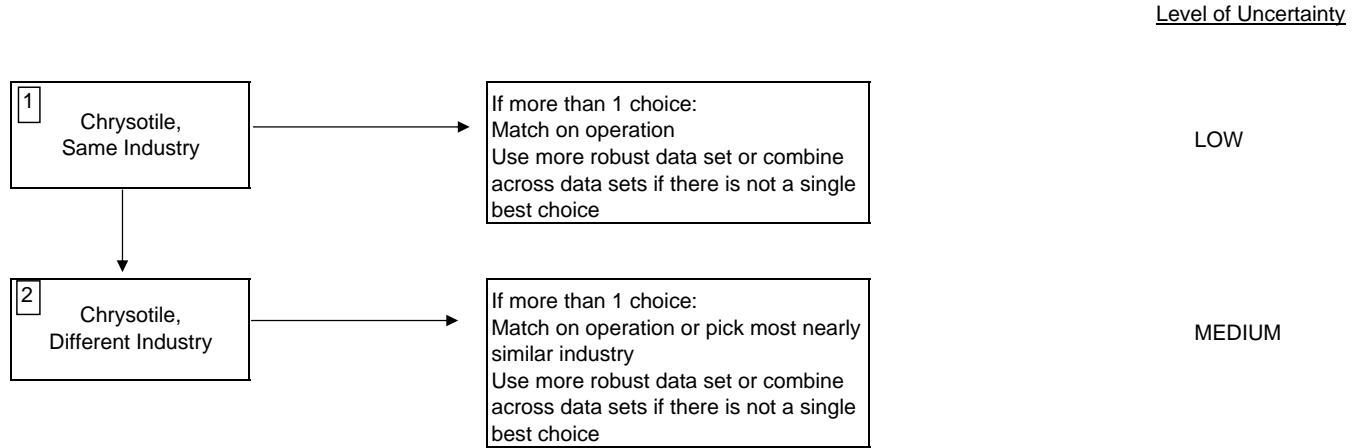 Level of Uncertainty
1
Chrysotile,
Same Industry
If more than 1 choice:
Match on operation
Use more robust data set or combine
across data sets if there is not a single
best choice
LOW
2
Chrysotile,
Different Industry
If more than 1 choice:
Match on operation or pick most nearly
similar industry
Use more robust data set or combine
across data sets if there is not a single
best choice
MEDIUM